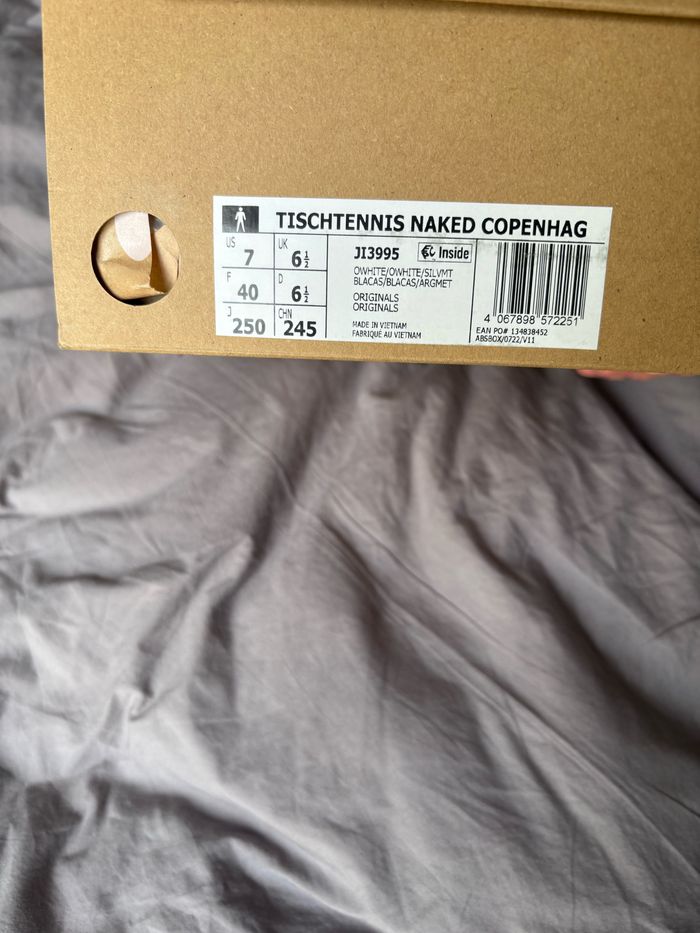 TISCHTENNIS NAKED COPENHAG
US 7 UK 6½
F 40 D 6½
J 250 CHN 245
JI3995 Inside
OWHITE/OWHITE/SILVMT
BLACAS/BLACAS/ARGMET
ORIGINALS
ORIGINALS
MADE IN VIETNAM
FABRIQUÉ AU VIETNAM
4 067898 572251
EAN PO# 134838452
ABSBOX/0722/V11